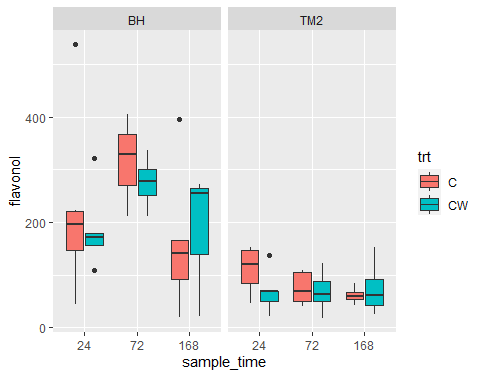 BH TM2
400
200
0
flavonol
24 72 168 24 72 168
sample_time
trt
C
CW